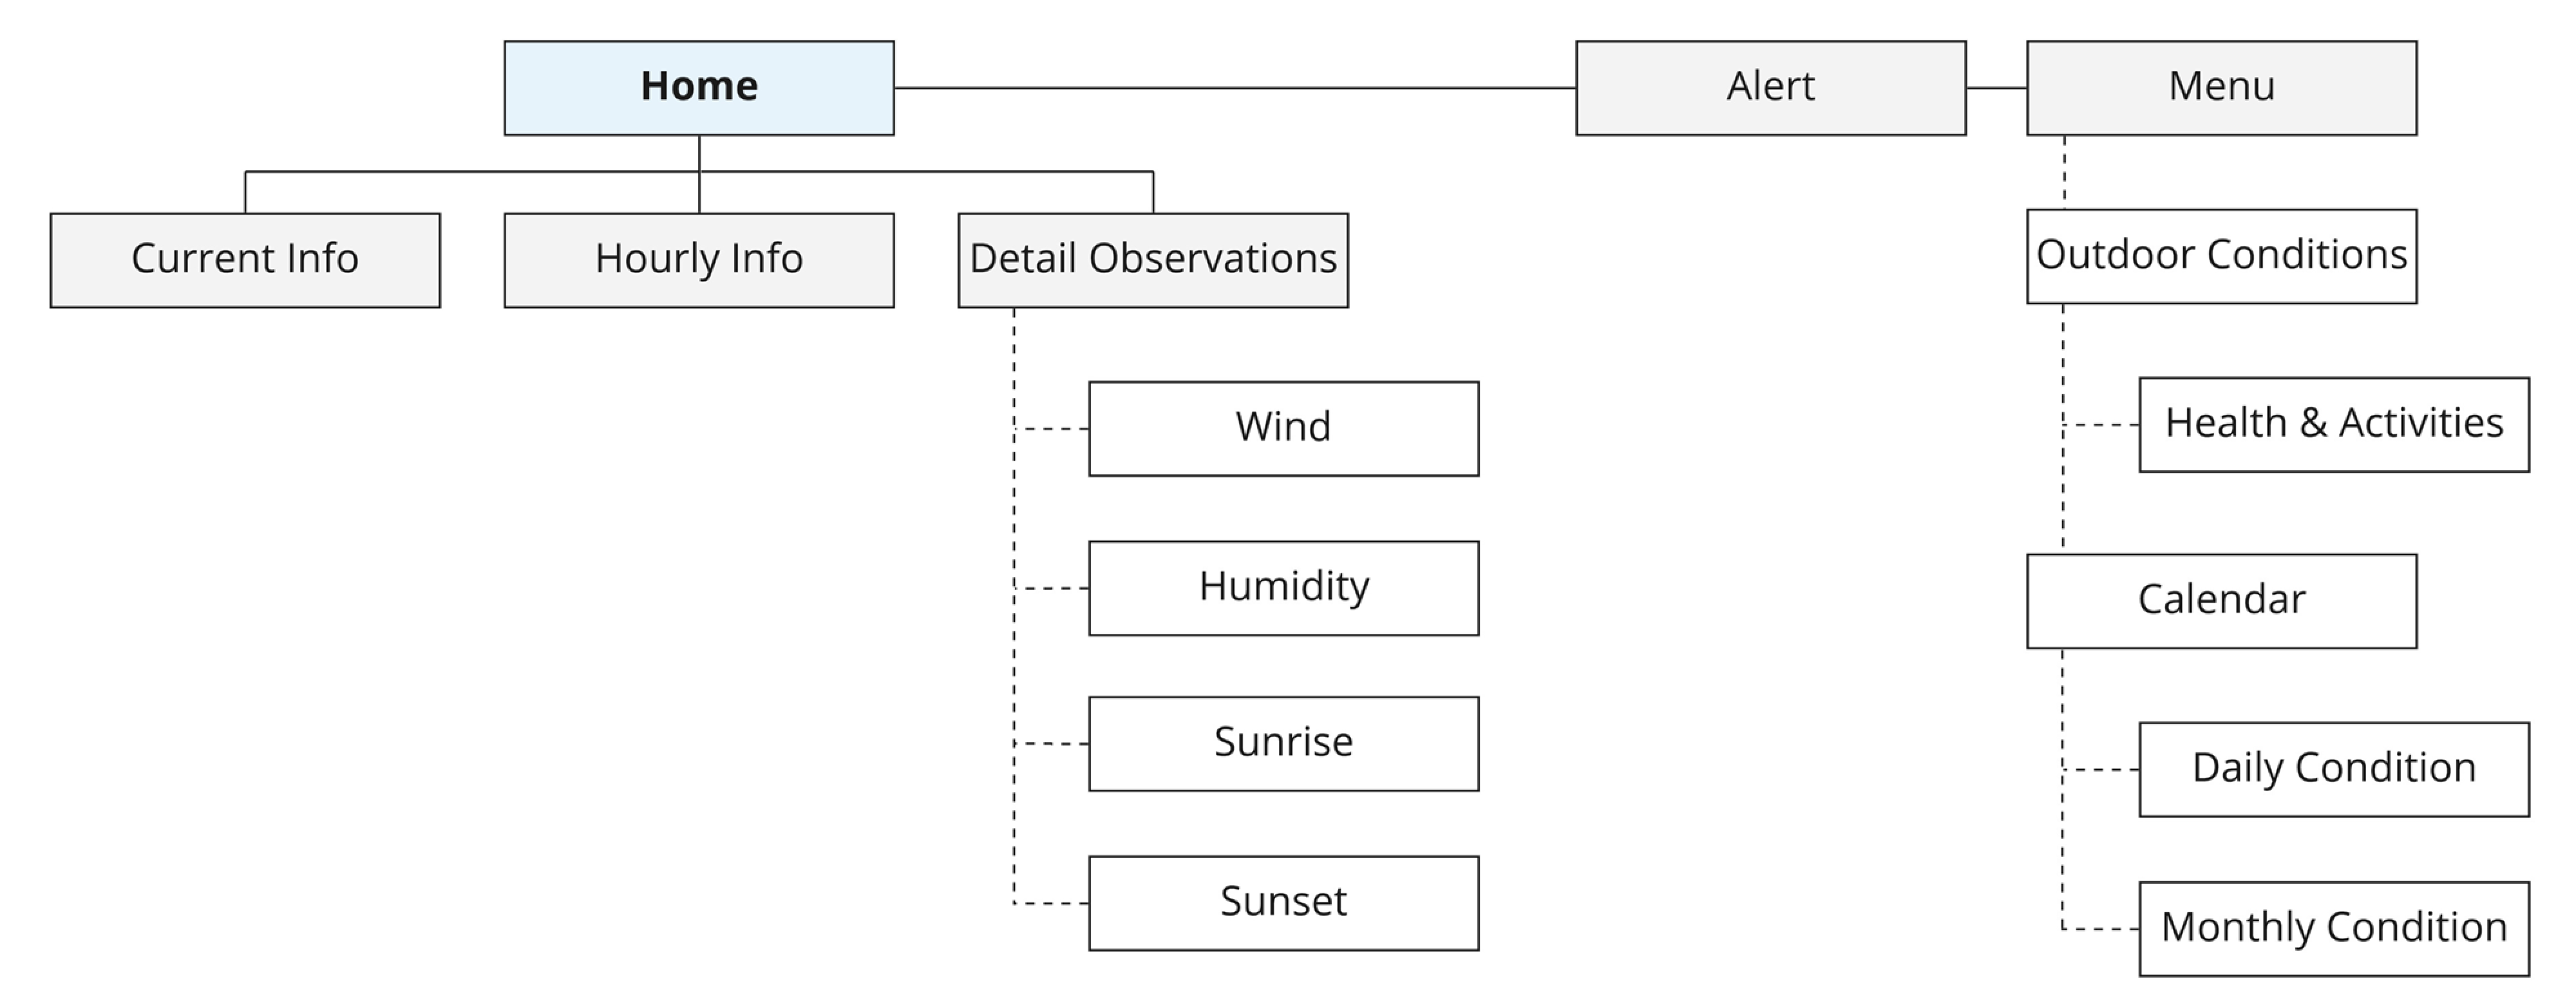 Home
Alert
Menu
Current Info
Hourly Info
Detail Observations
Outdoor Conditions
Wind
Health & Activities
Humidity
Calendar
Sunrise
Daily Condition
Sunset
Monthly Condition